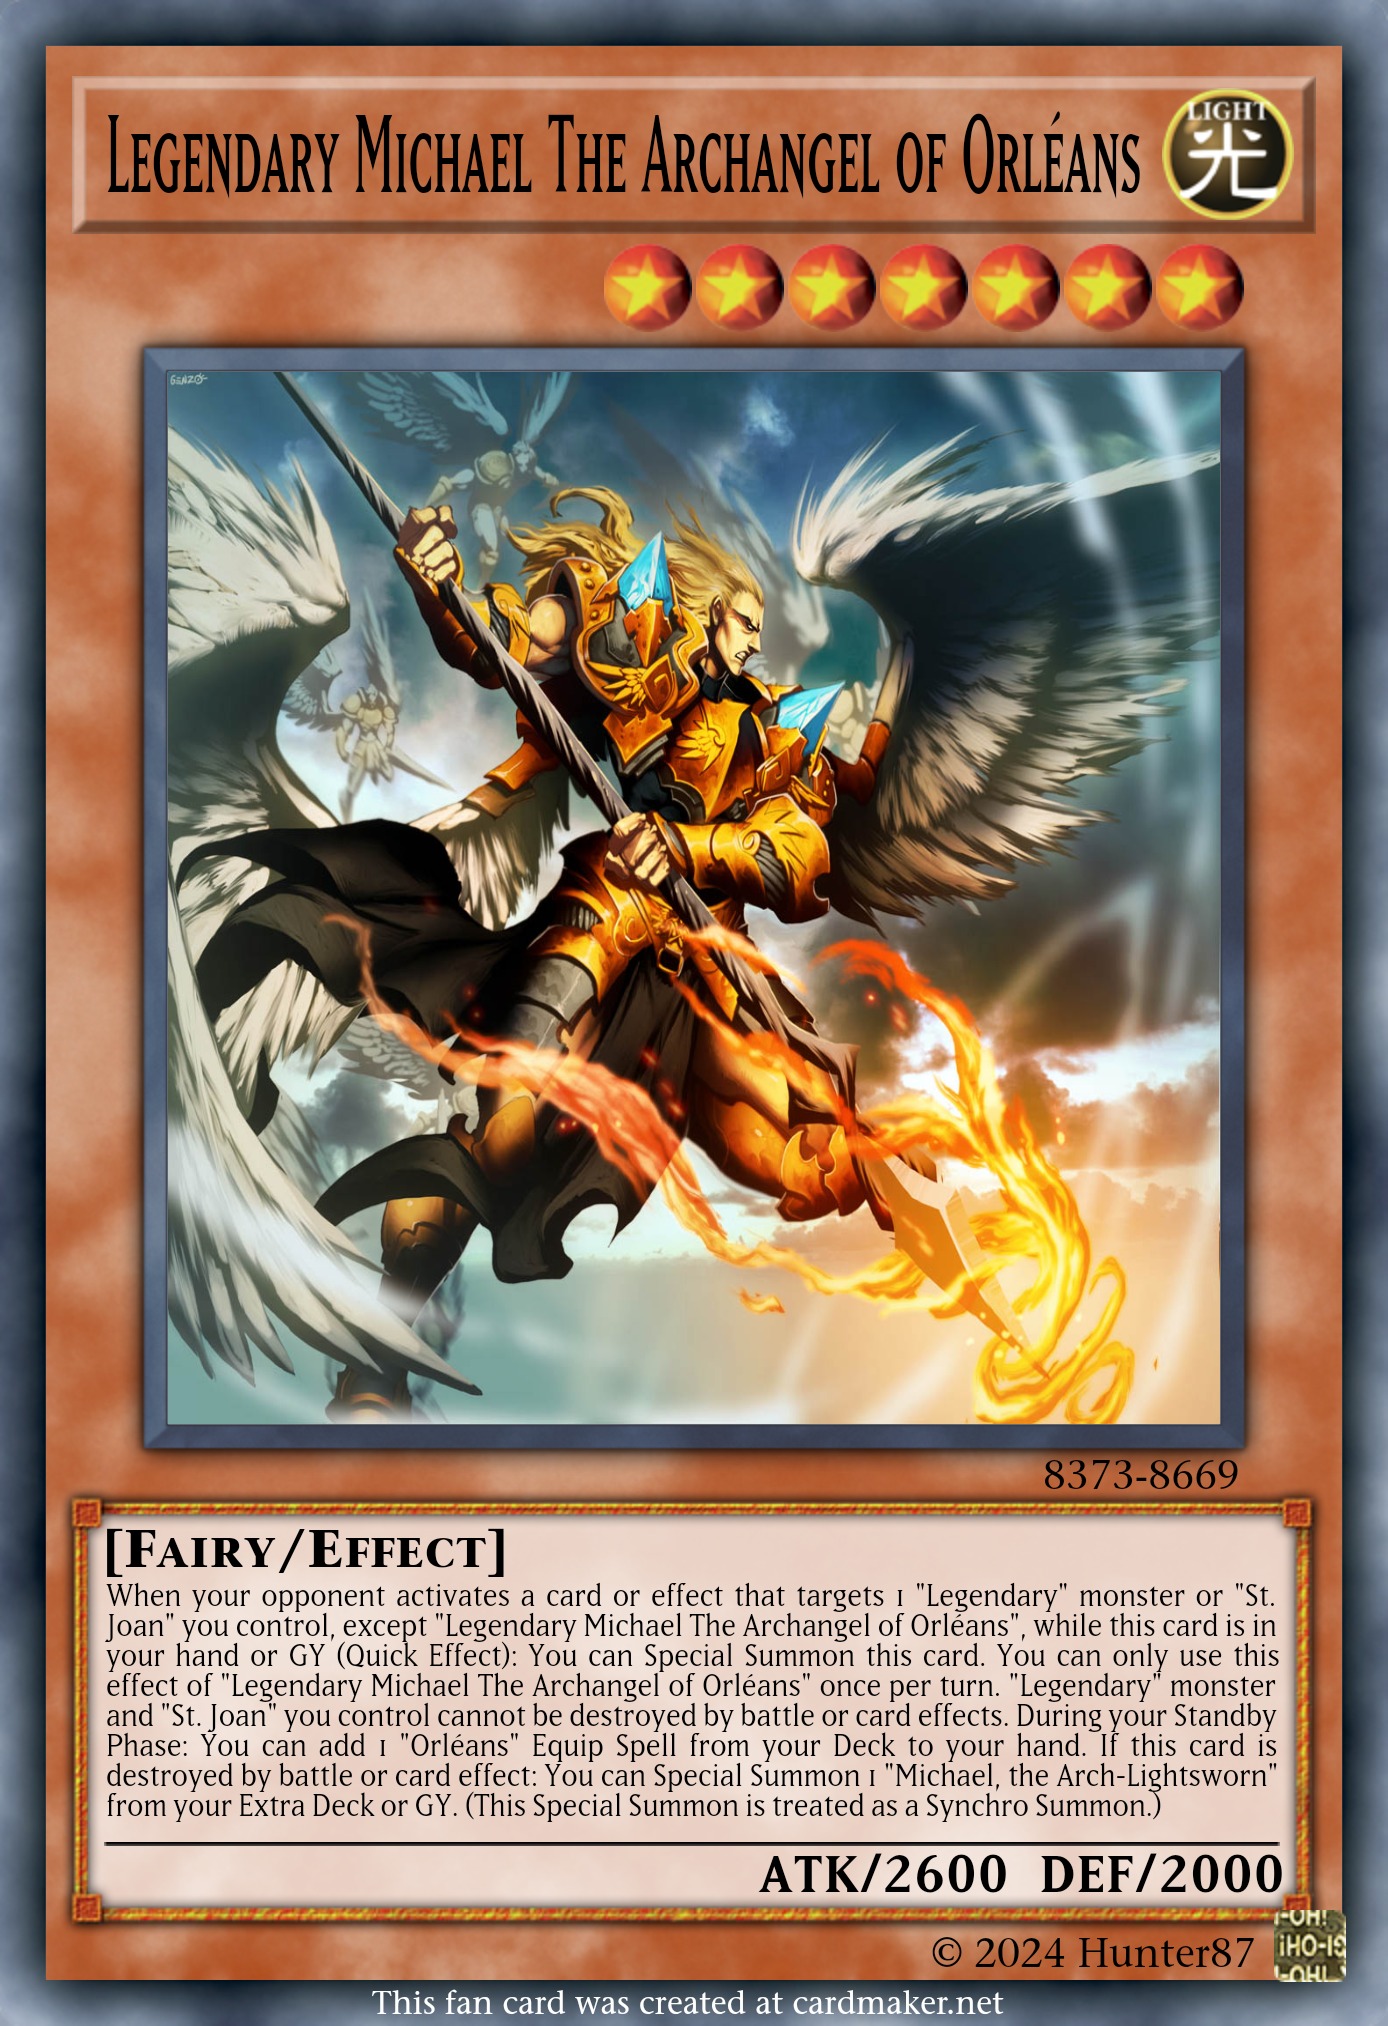 Legendary Michael The Archangel of Orléans
LIGHT
光
GENZO
8373-8669
[Fairy/Effect]
When your opponent activates a card or effect that targets 1 "Legendary" monster or "St.
Joan" you control, except "Legendary Michael The Archangel of Orléans", while this card is in
your hand or GY (Quick Effect): You can Special Summon this card. You can only use this
effect of "Legendary Michael The Archangel of Orléans" once per turn. "Legendary" monster
and "St. Joan" you control cannot be destroyed by battle or card effects. During your Standby
Phase: You can add 1 "Orléans" Equip Spell from your Deck to your hand. If this card is
destroyed by battle or card effect: You can Special Summon 1 "Michael, the Arch-Lightsworn"
from your Extra Deck or GY. (This Special Summon is treated as a Synchro Summon.)
ATK/2600 DEF/2000
© 2024 Hunter87
This fan card was created at cardmaker.net